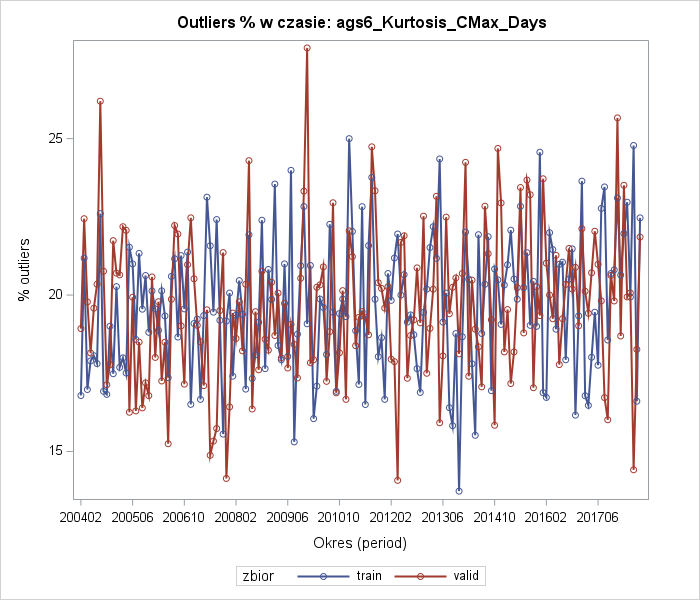 Outliers % w czasie: ags6_Kurtosis_CMax_Days
% outliers
25
20
15
200402 200506 200610 200802 200906 201010 201202 201306 201410 201602 201706
Okres (period)
zbior train valid